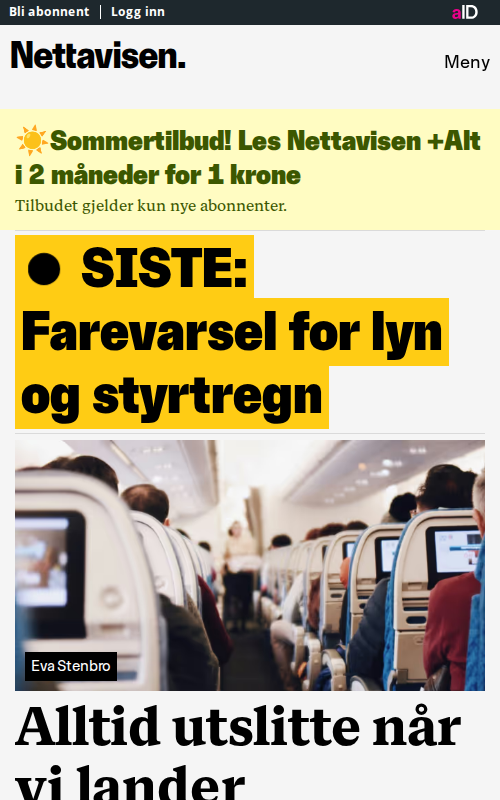 Bli abonnent
Logg inn
aID
Nettavisen.
Meny
☀️Sommertilbud! Les Nettavisen +Alt
i 2 måneder for 1 krone
Tilbudet gjelder kun nye abonnenter.
● SISTE:
Farevarsel for lyn
og styrtregn
Eva Stenbro
Alltid utslitte når
vi lander